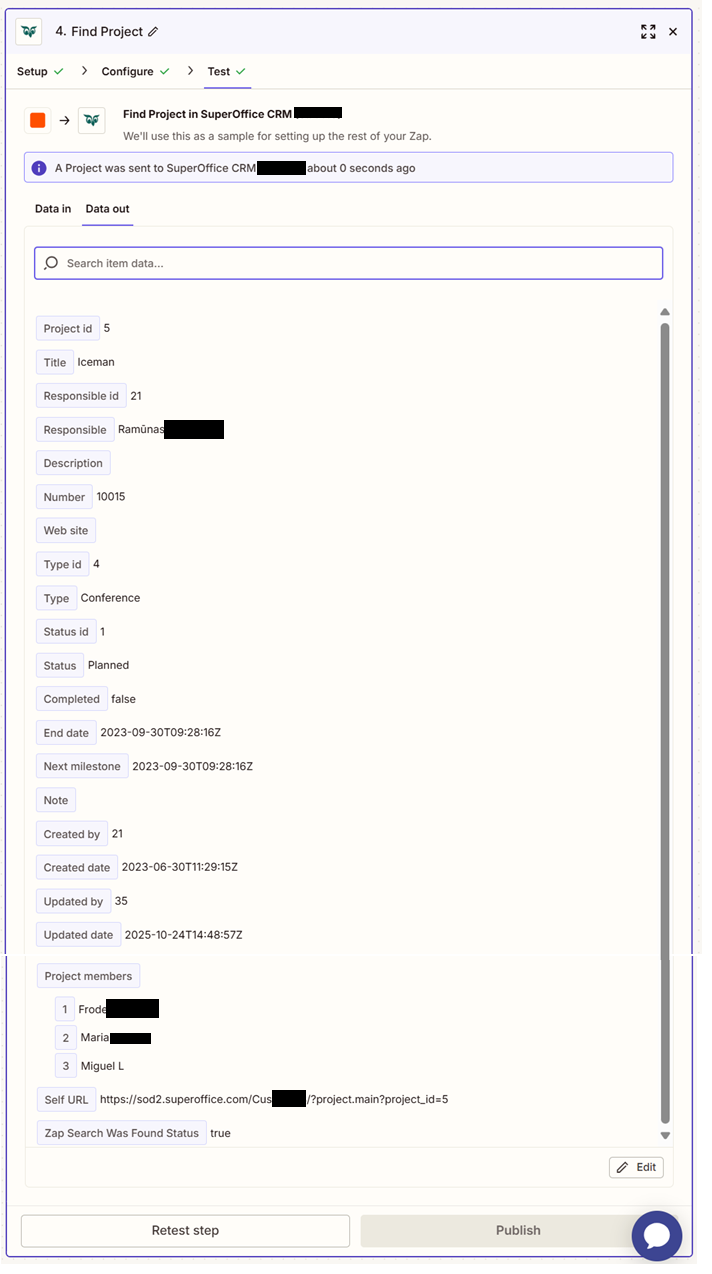 4. Find Project
Setup
Configure
Test
Find Project in SuperOffice CRM
We'll use this as a sample for setting up the rest of your Zap.
A Project was sent to SuperOffice CRM about 0 seconds ago
Data in
Data out
Search item data...
Project id 5
Title Iceman
Responsible id 21
Responsible Ramūnas
Description
Number 10015
Web site
Type id 4
Type Conference
Status id 1
Status Planned
Completed false
End date 2023-09-30T09:28:16Z
Next milestone 2023-09-30T09:28:16Z
Note
Created by 21
Created date 2023-06-30T11:29:15Z
Updated by 35
Updated date 2025-10-24T14:48:57Z
Project members
1 Frode
2 Maria
3 Miguel L
Self URL https://sod2.superoffice.com/Cus /?project.main?project_id=5
Zap Search Was Found Status true
Edit
Retest step
Publish